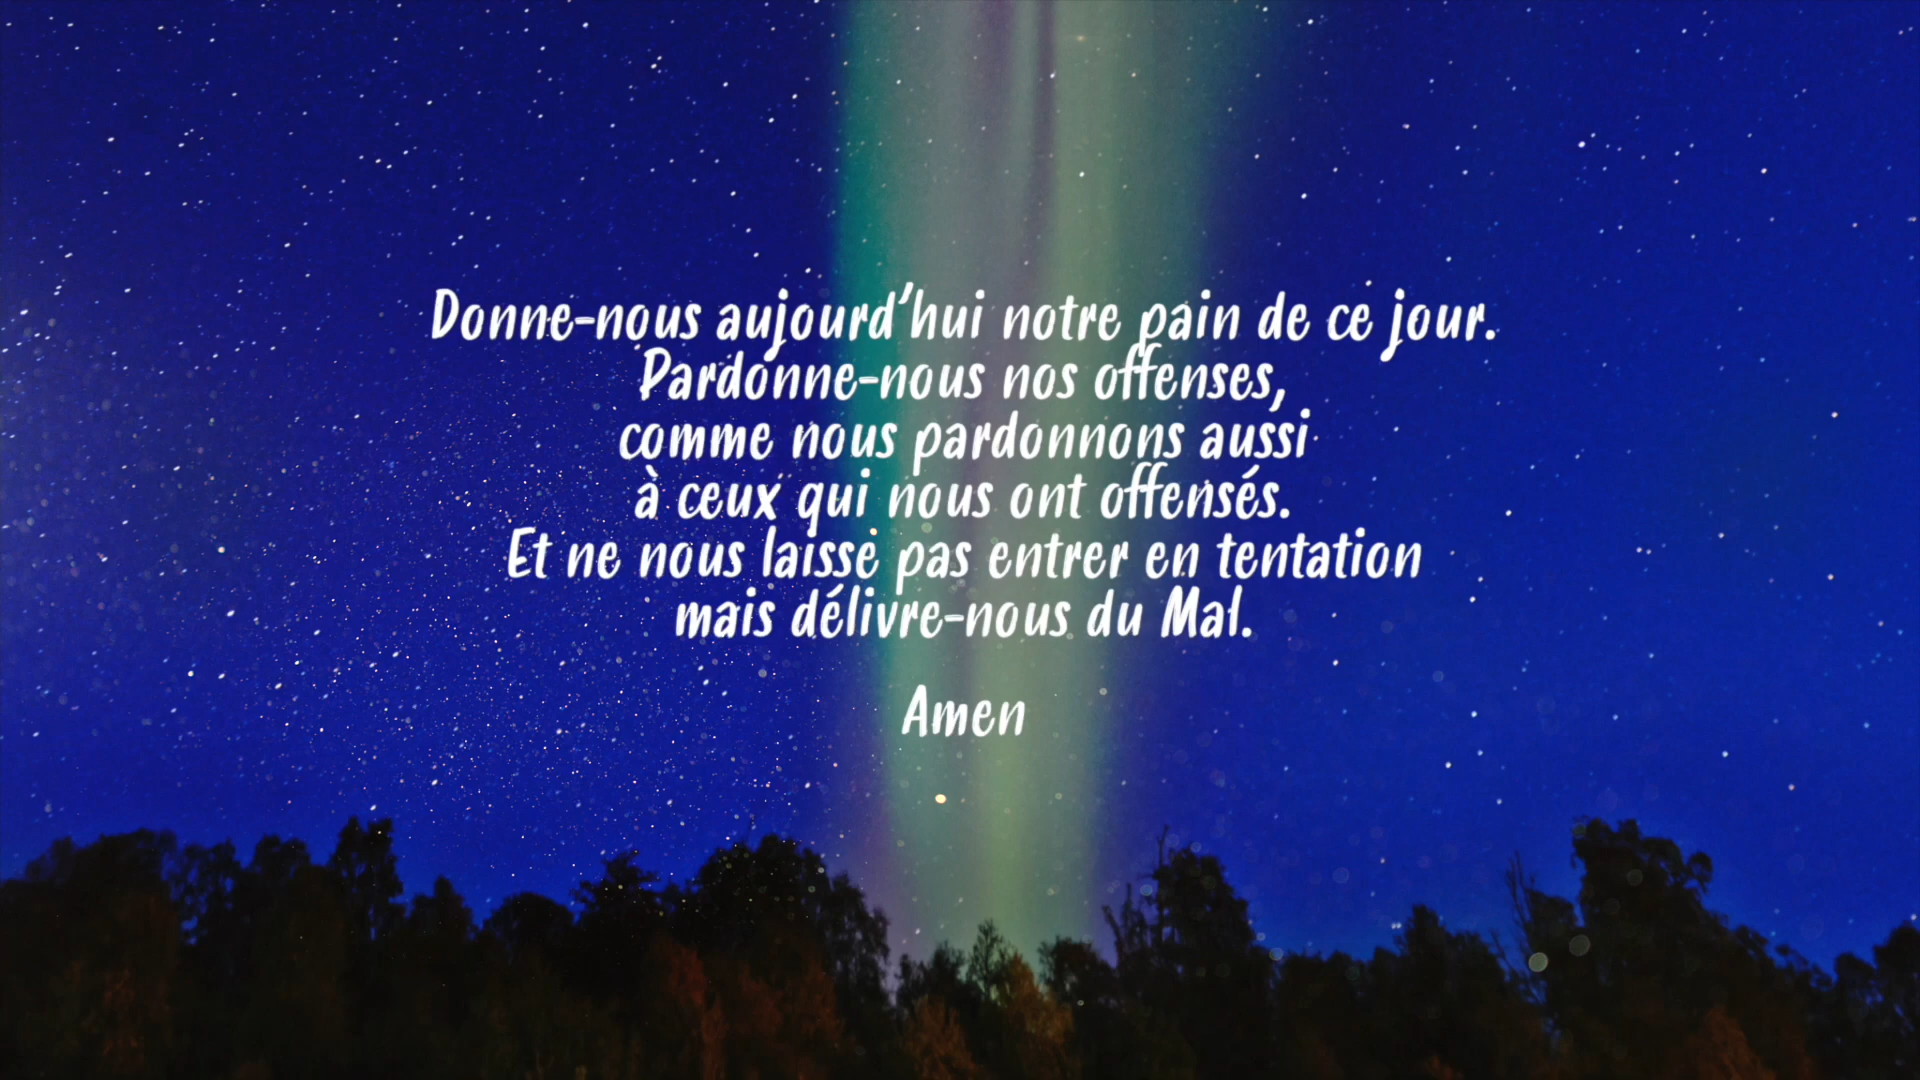 Donne-nous aujourd'hui notre pain de ce jour.
Pardonne-nous nos offenses,
comme nous pardonnons aussi
à ceux qui nous ont offensés.
Et ne nous laisse pas entrer en tentation
mais délivre-nous du Mal.
Amen